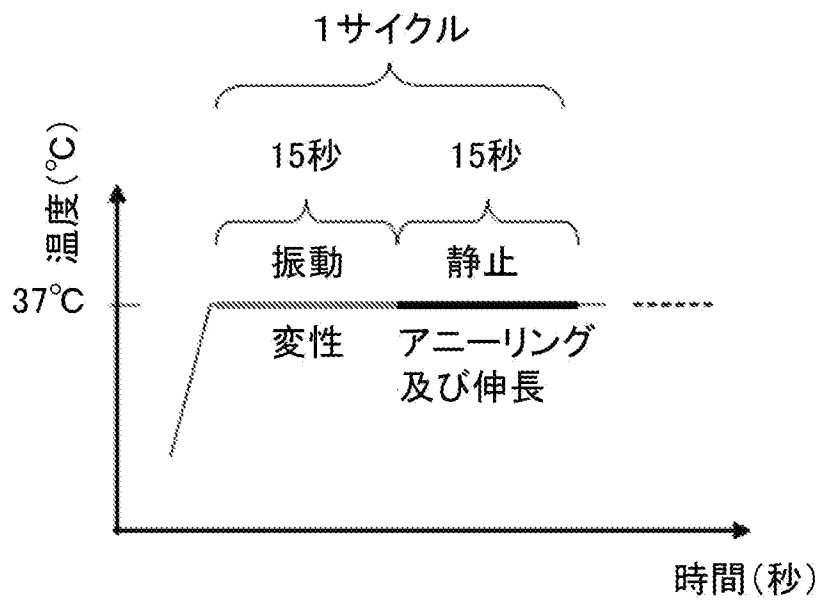 1サイクル
15秒
15秒
温度(℃)
振動
静止
37℃
変性
アニーリング
及び伸長
時間(秒)